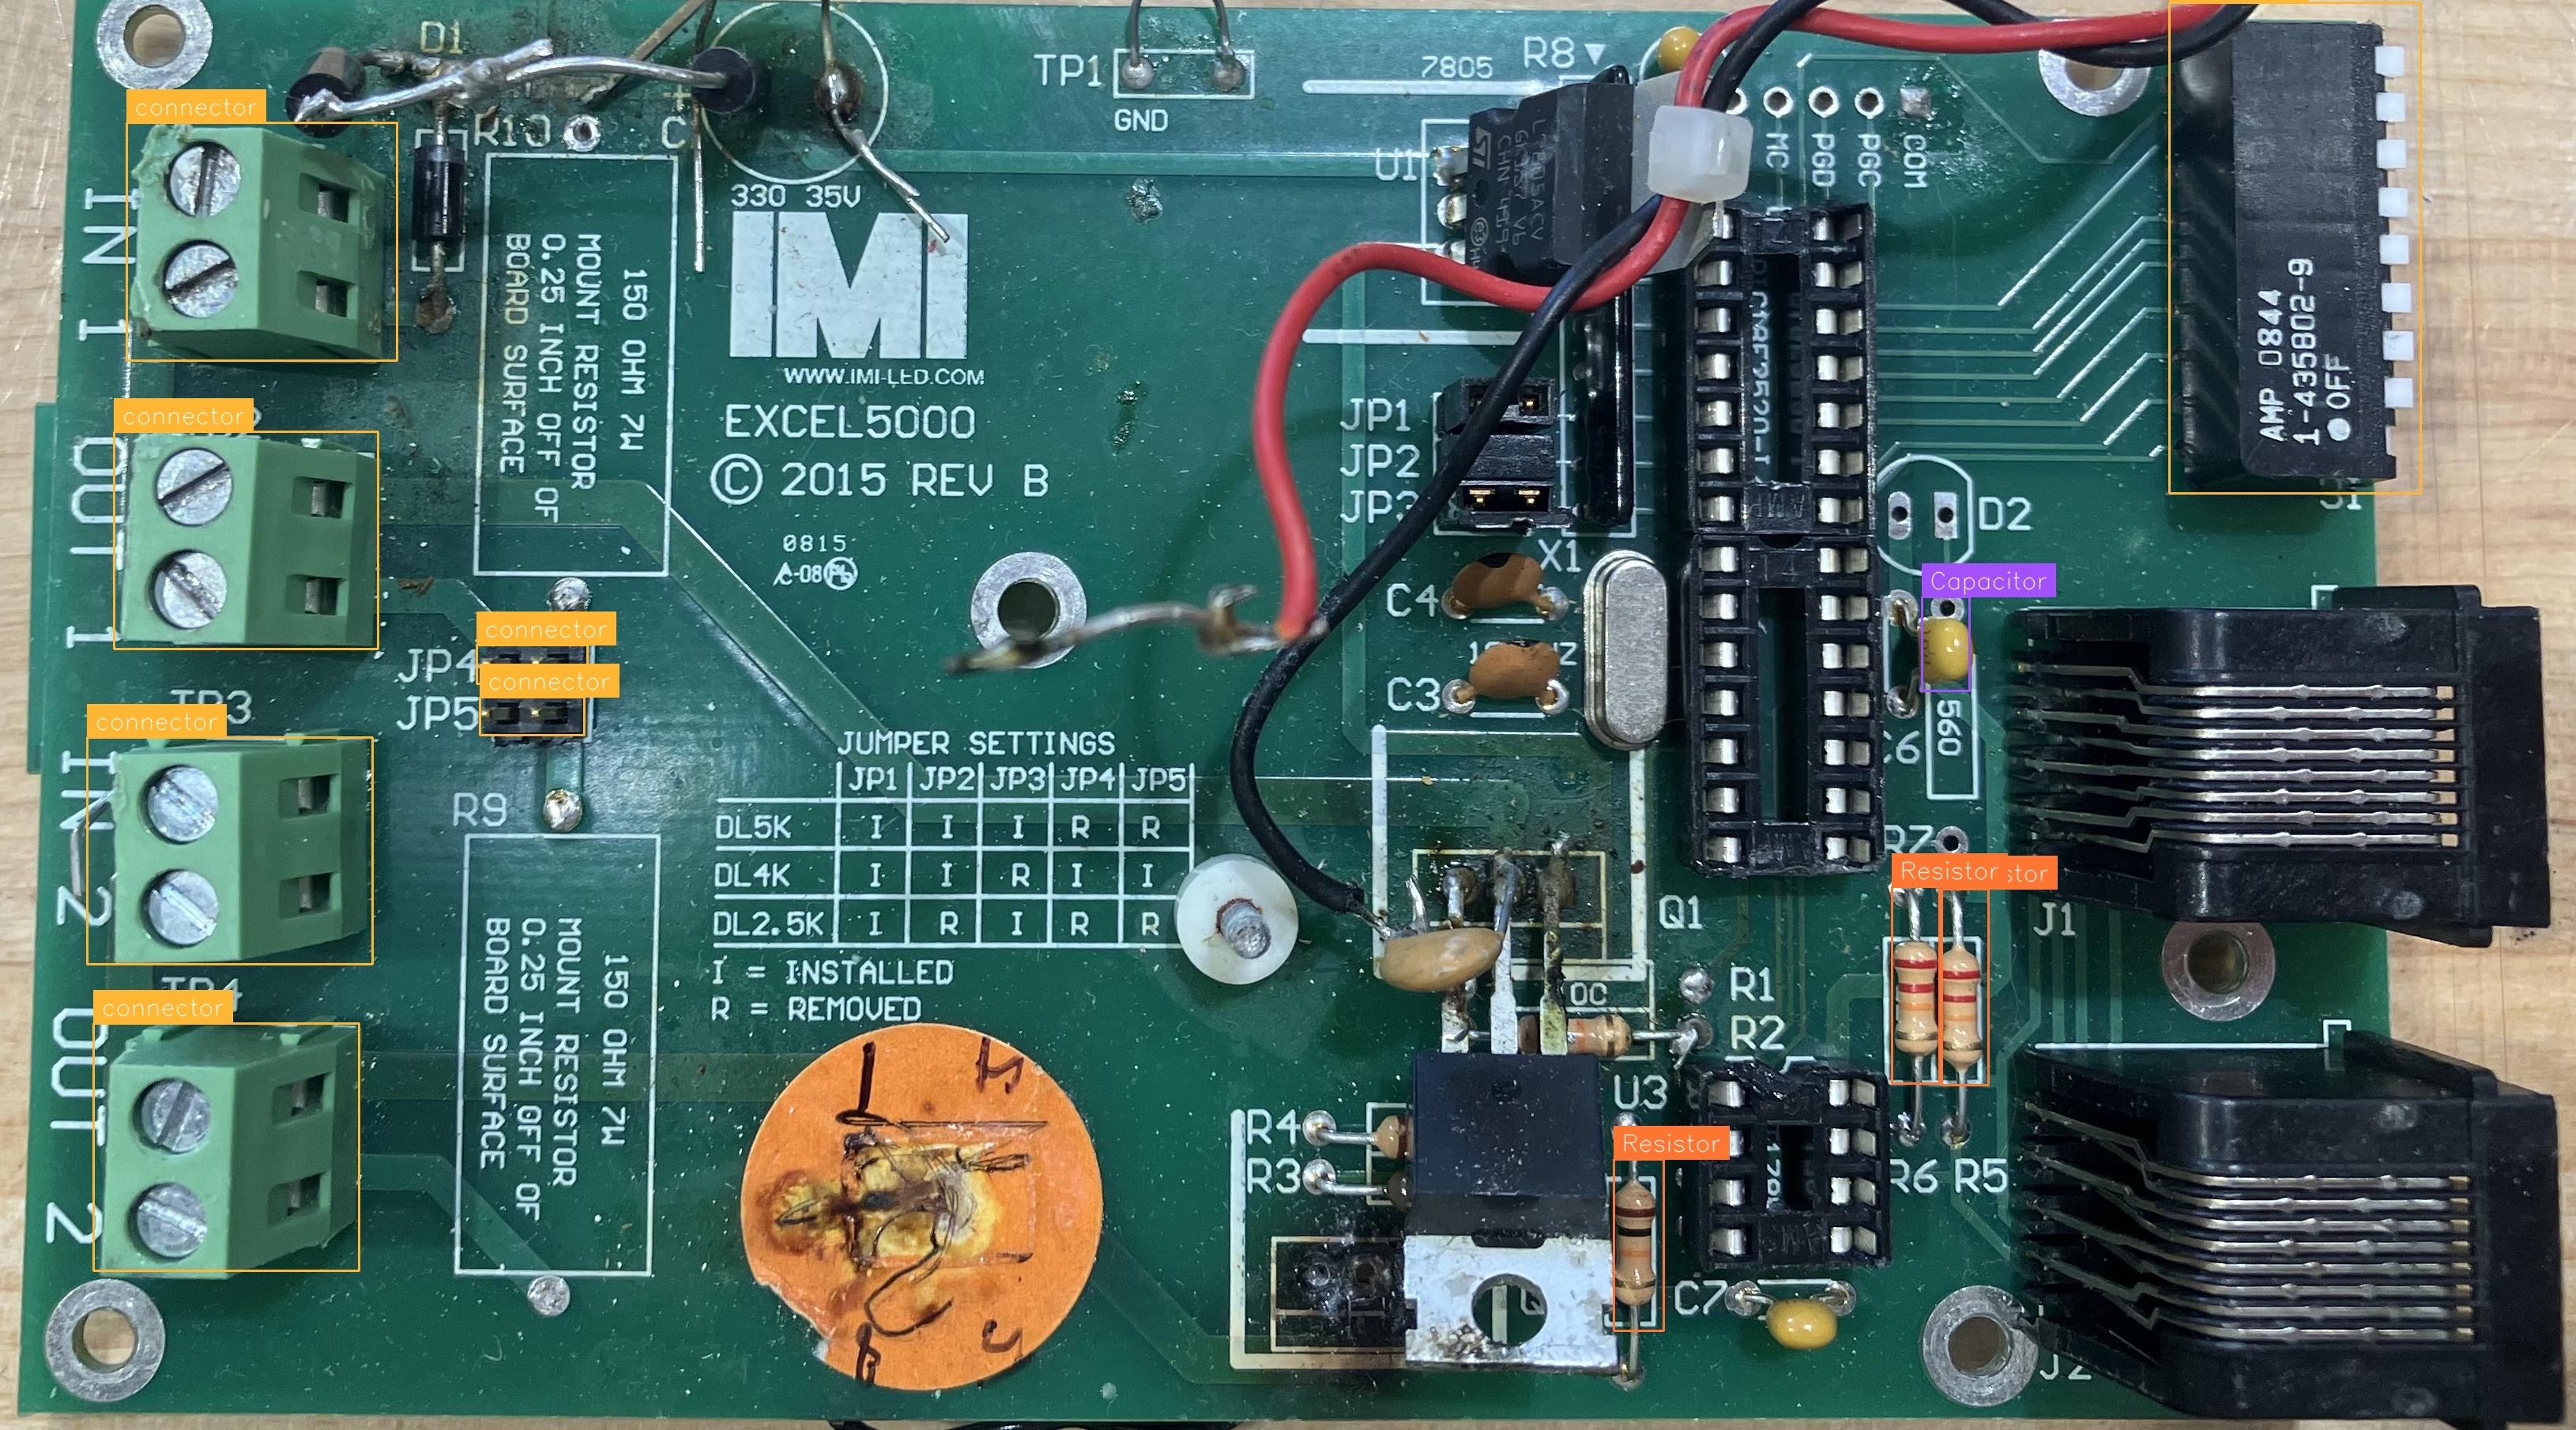 D1
connector
R10
C
+
330 35V
TP1
GND
7805
R8
U1
MC
PGD
PGC
COM
IN 1
150 OHM 7W
MOUNT RESISTOR
0.25 INCH OFF OF
BOARD SURFACE
IMI
WWW.IMI-LED.COM
EXCEL5000
© 2015 REV B
0815
AMP 0844
1-435802-9
OFF
JP1
JP2
JP3
connector
OUT 1
D2
X1
C4
C3
Capacitor
560
connector
JP4
connector
JP5
connector
IN 2
R9
JUMPER SETTINGS
JP1 JP2 JP3 JP4 JP5
DL5K I I I R R
DL4K I I R I I
DL2.5K I R I R R
I = INSTALLED
R = REMOVED
150 OHM 7W
MOUNT RESISTOR
0.25 INCH OFF OF
BOARD SURFACE
connector
OUT 2
Q1
R1
R2
U3
R4
R3
Resistor
Resistor
J1
R6 R5
C7
J2